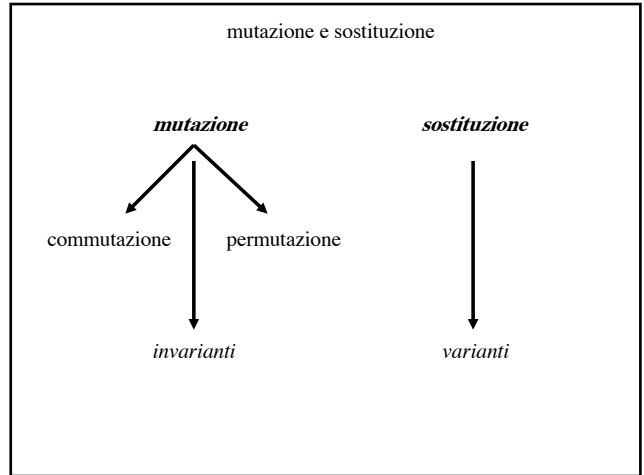 mutazione e sostituzione
mutazione sostituzione
commutazione permutazione
invarianti varianti